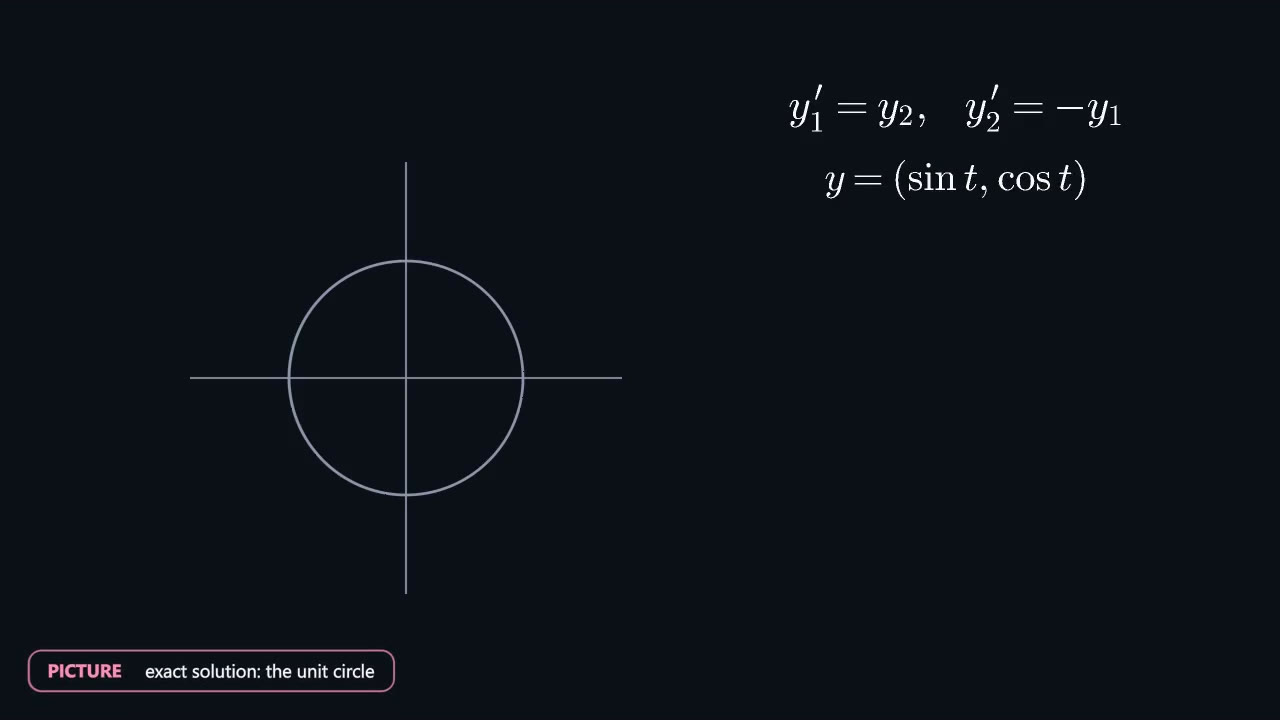 y₁′ = y₂, y₂′ = −y₁
y = (sin t, cos t)
PICTURE exact solution: the unit circle